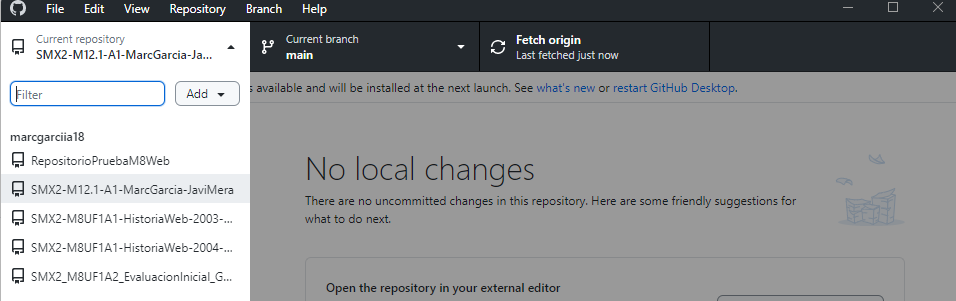 File Edit View Repository Branch Help
Current repository
SMX2-M12.1-A1-MarcGarcia-Ja...
Current branch
main
Fetch origin
Last fetched just now
Filter
Add
s available and will be installed at the next launch. See what's new or restart GitHub Desktop.
marcgarciia18
RepositorioPruebaM8Web
SMX2-M12.1-A1-MarcGarcia-JaviMera
SMX2-M8UF1A1-HistoriaWeb-2003-...
SMX2-M8UF1A1-HistoriaWeb-2004-...
SMX2_M8UF1A2_EvaluacionInicial_G...
No local changes
There are no uncommitted changes in this repository. Here are some friendly suggestions for
what to do next.
Open the repository in your external editor